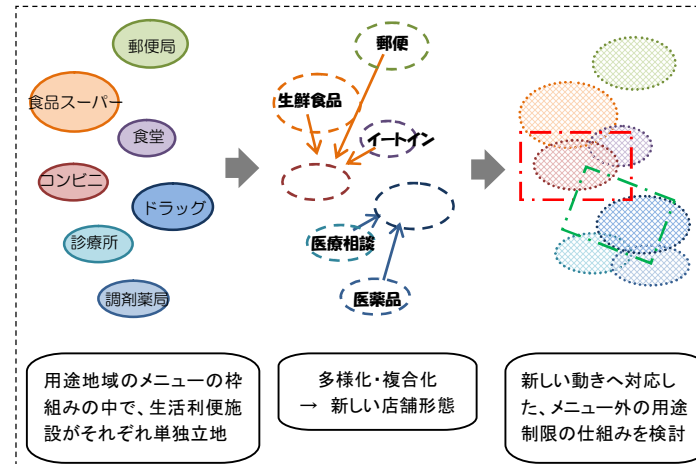 郵便局
食品スーパー
食堂
コンビニ
ドラッグ
診療所
調剤薬局
郵便
生鮮食品
イートイン
医療相談
医薬品
用途地域のメニューの枠
組みの中で、生活利便施
設がそれぞれ単独立地
多様化・複合化
→ 新しい店舗形態
新しい動きへ対応し
た、メニュー外の用途
制限の仕組みを検討